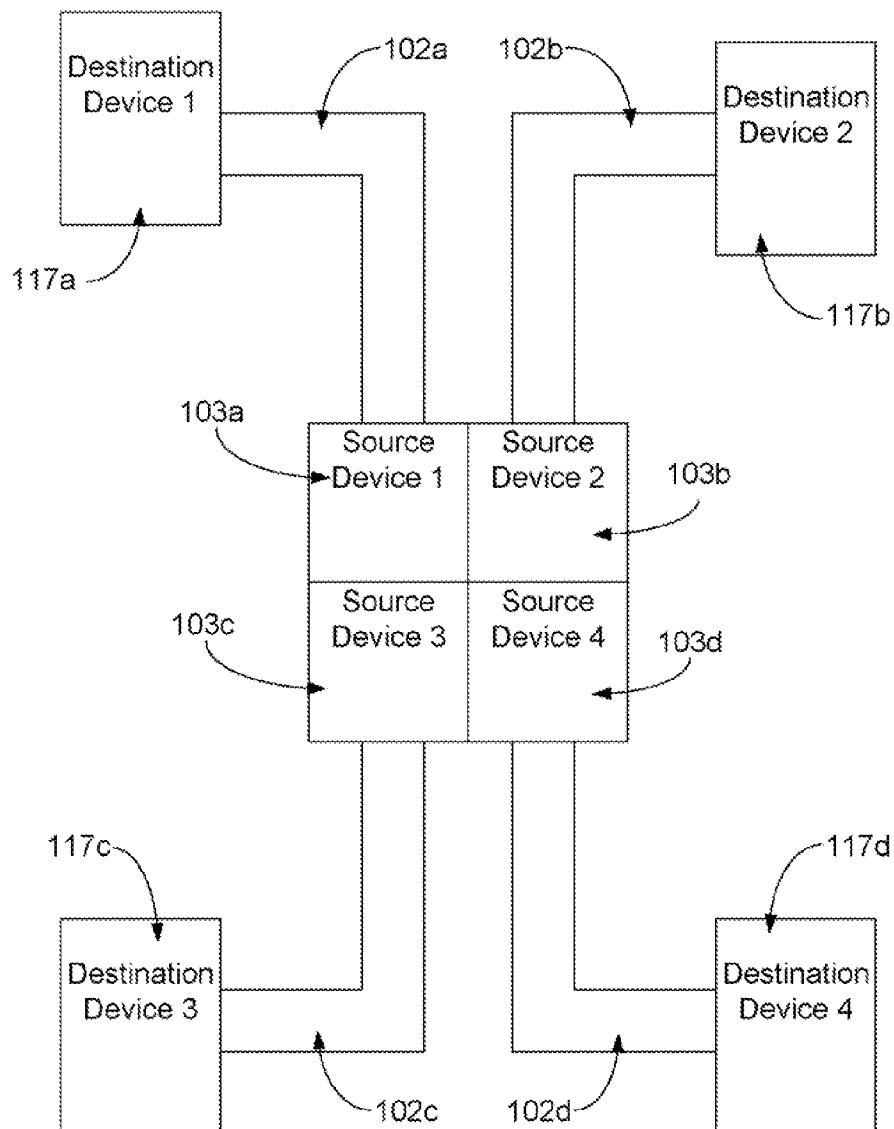 102a
102b
Destination
Device 1
Destination
Device 2
117a
117b
103a
Source
Device 1
Source
Device 2
103b
Source
Device 3
Source
Device 4
103c
103d
117c
117d
Destination
Device 3
Destination
Device 4
102c
102d